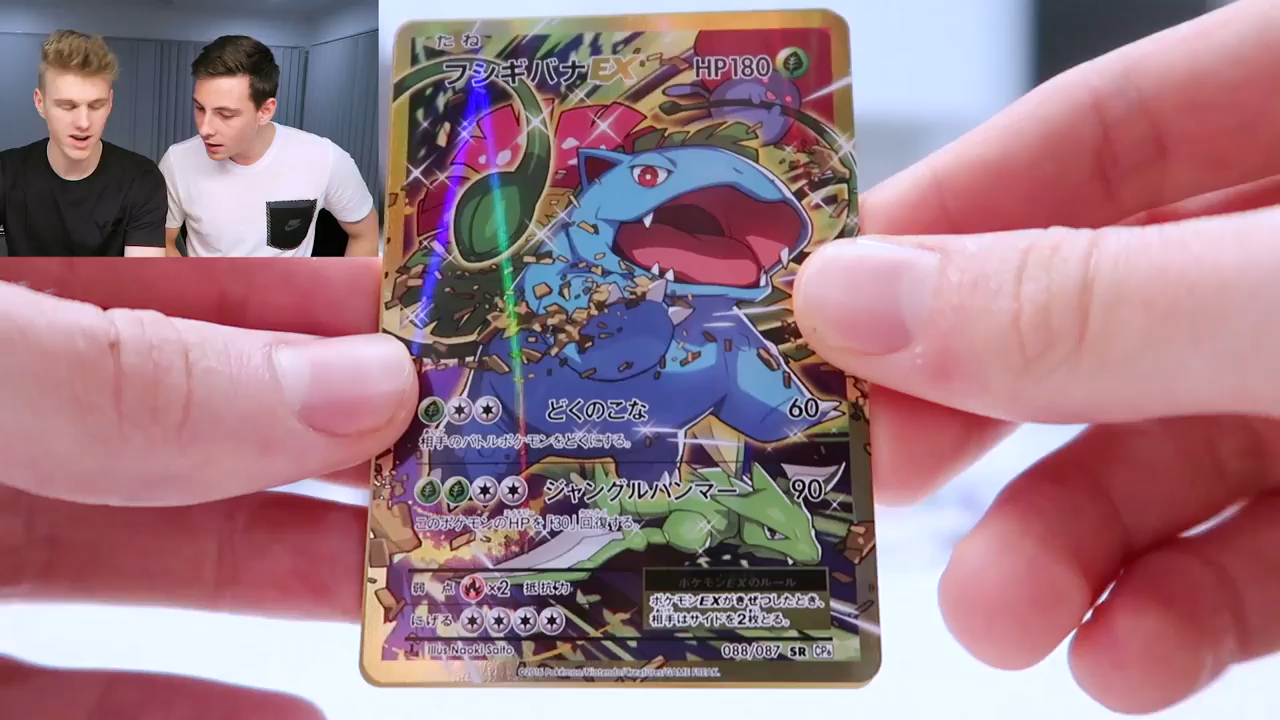 たね
フシギバナEX HP180
どくのこな 60
相手のバトルポケモンをどくにする。
ジャングルハンマー 90
このポケモンのHPを「30」回復する。
弱点 ×2 抵抗力
にげる
ポケモンEXのルール
ポケモンEXがきぜつしたとき、
相手はサイドを2枚とる。
Illus. Naoki Saito
088/087 SR CP6
©2016 Pokémon/Nintendo/Creatures/GAME FREAK.